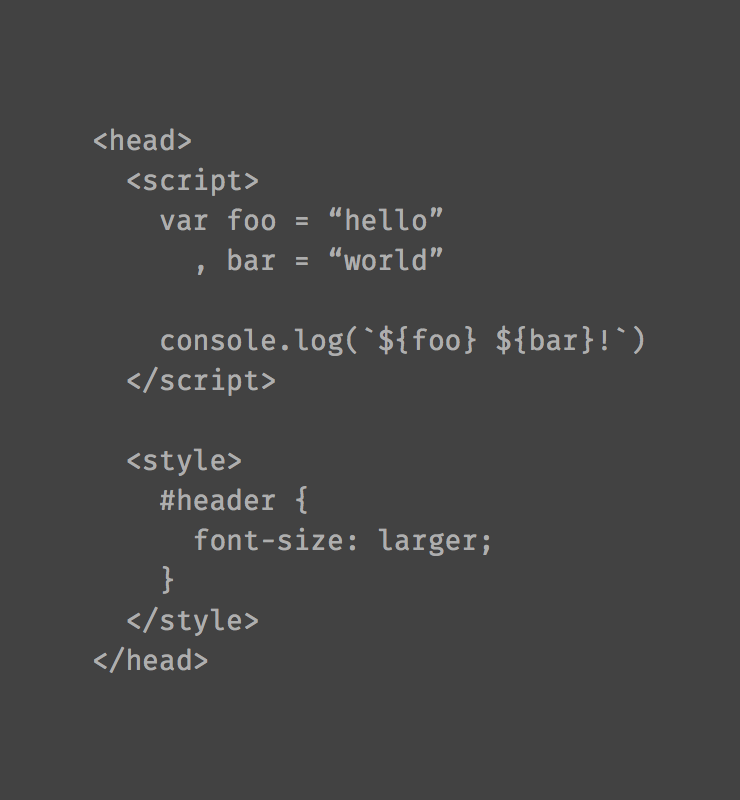 <head>
  <script>
    var foo = “hello”
      , bar = “world”

    console.log(`${foo} ${bar}!`)
  </script>

  <style>
    #header {
      font-size: larger;
    }
  </style>
</head>